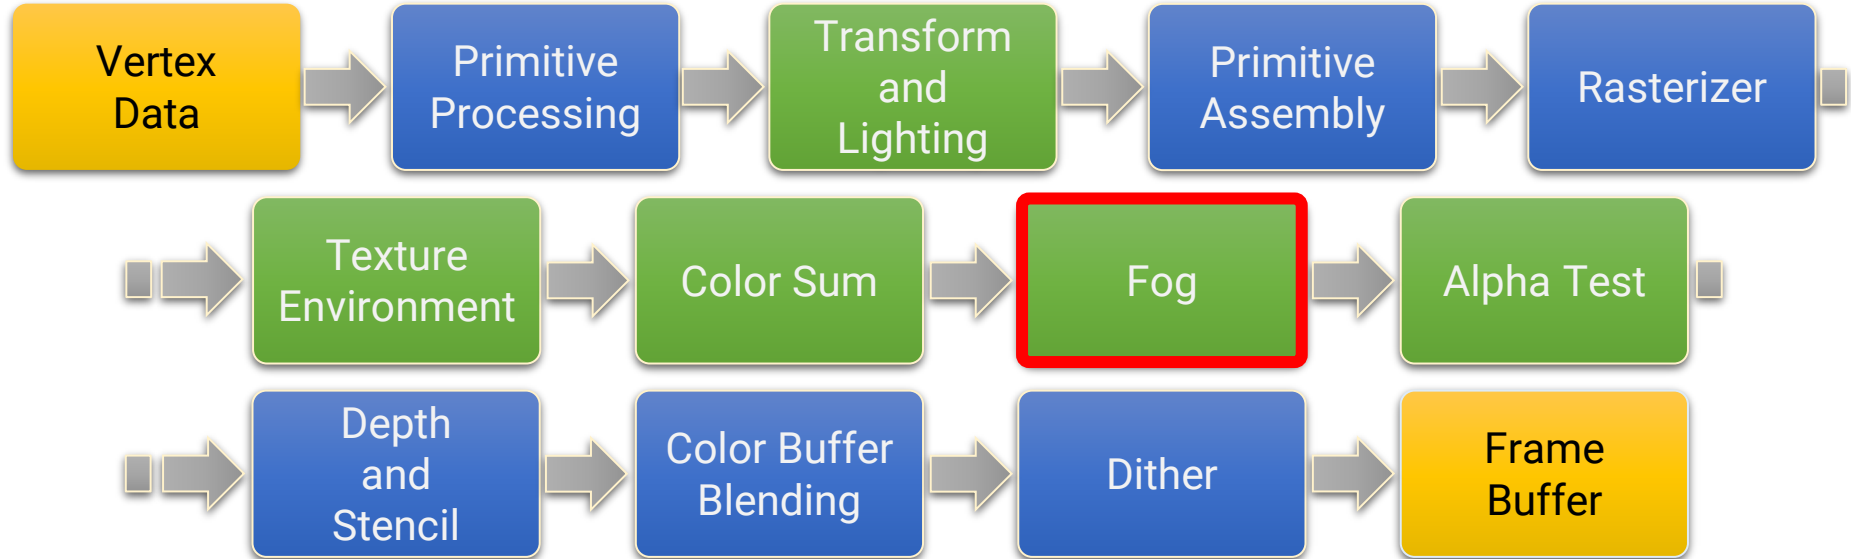 Vertex
Data
Primitive
Processing
Transform
and
Lighting
Primitive
Assembly
Rasterizer
Texture
Environment
Color Sum
Fog
Alpha Test
Depth
and
Stencil
Color Buffer
Blending
Dither
Frame
Buffer